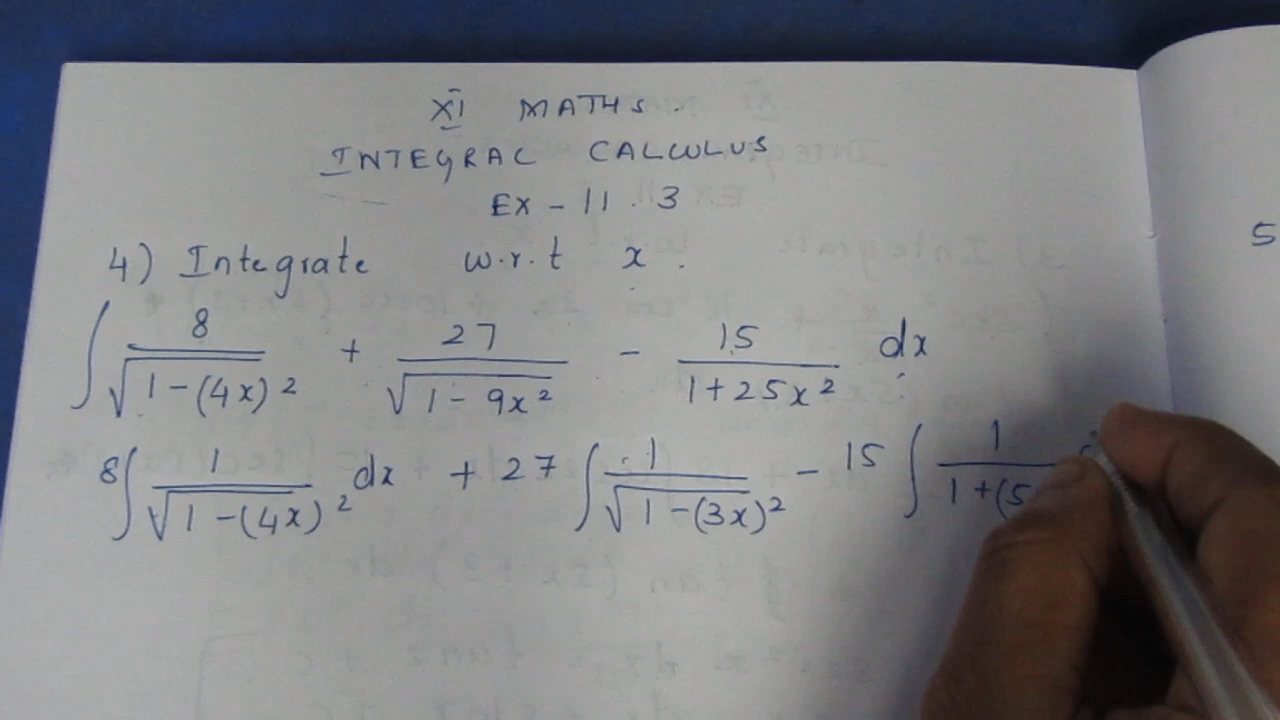 XI MATHS.
INTEGRAL CALCULUS
EX - 11.3
4) Integrate w.r.t x.
∫ 8/√(1-(4x)²) + 27/√(1-9x²) - 15/(1+25x²) dx
8∫ 1/√(1-(4x)²) dx + 27 ∫ 1/√(1-(3x)²) - 15 ∫ 1/1+(5
5